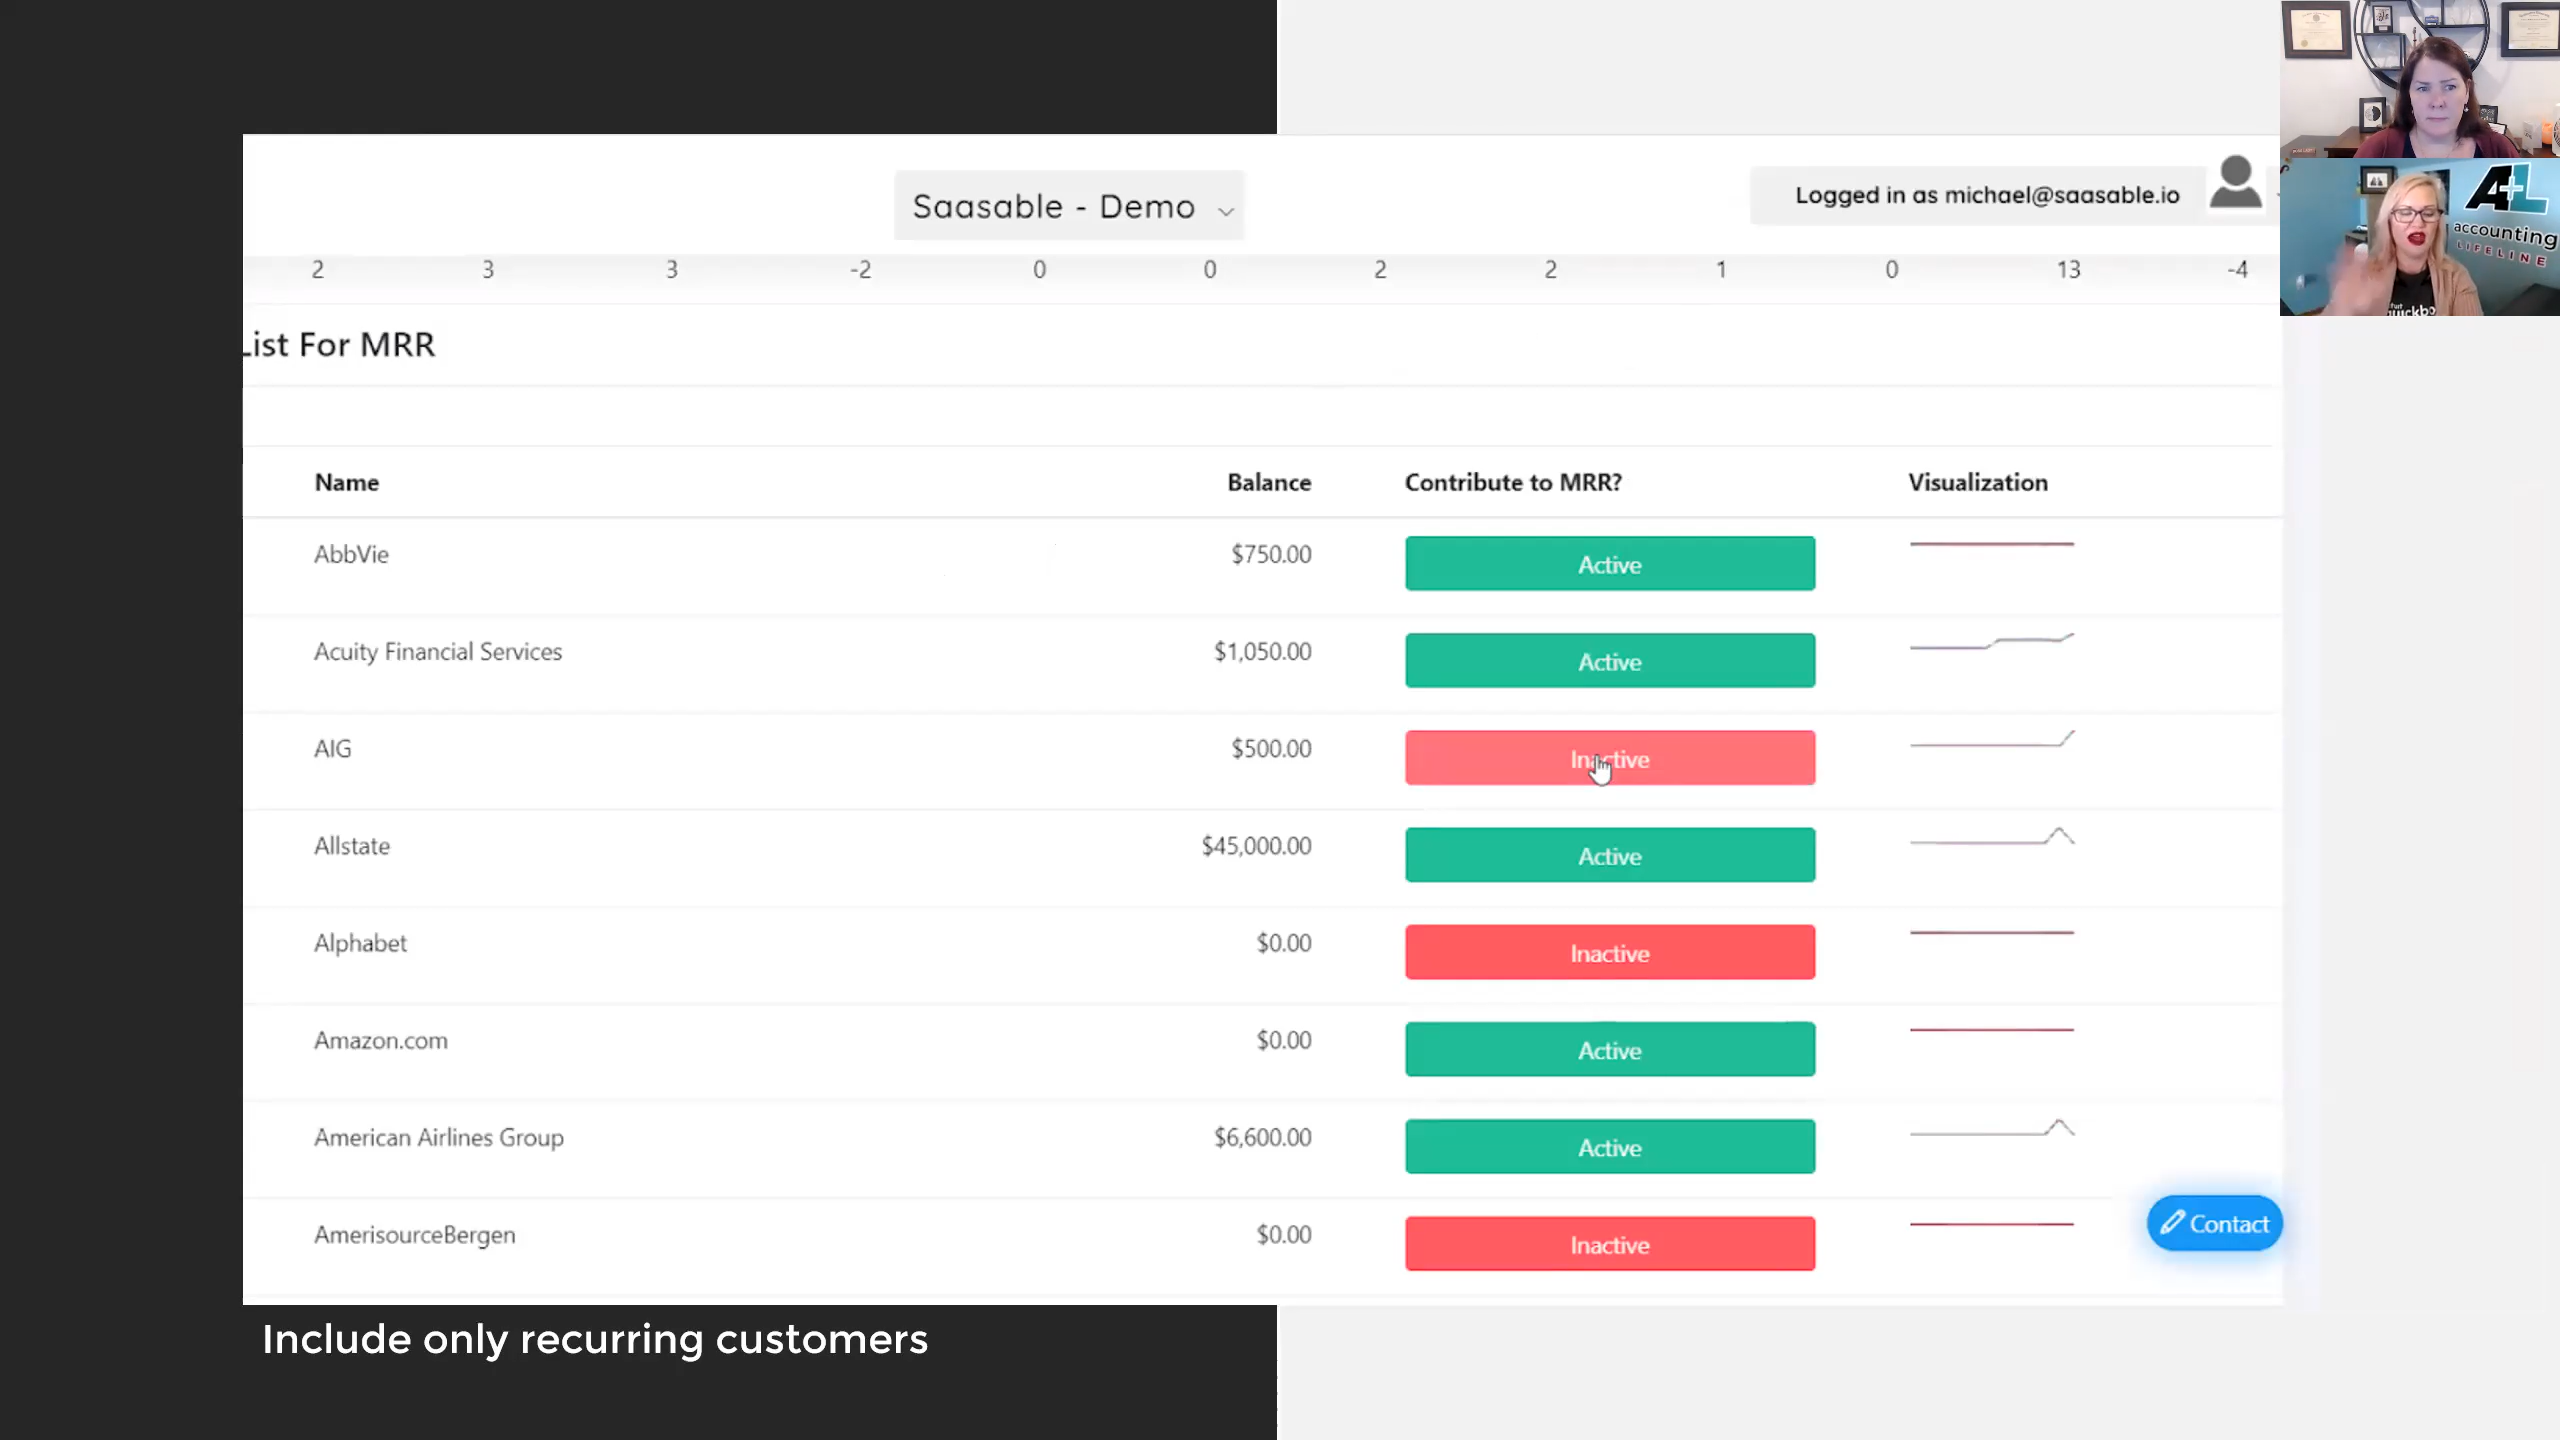 Saasable - Demo
Logged in as michael@saasable.io
A+L
accounting
LIFELINE
2 3 3 -2 0 0 2 2 1 0 13 -4
List For MRR
Name Balance Contribute to MRR? Visualization
AbbVie $750.00 Active
Acuity Financial Services $1,050.00 Active
AIG $500.00 Inactive
Allstate $45,000.00 Active
Alphabet $0.00 Inactive
Amazon.com $0.00 Active
American Airlines Group $6,600.00 Active
AmerisourceBergen $0.00 Inactive
Contact
Include only recurring customers